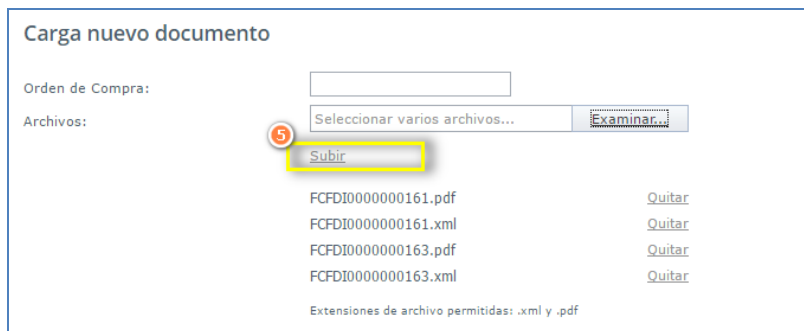 Carga nuevo documento
Orden de Compra:
Archivos: Seleccionar varios archivos... Examinar...
5
Subir
FCFDI0000000161.pdf Quitar
FCFDI0000000161.xml Quitar
FCFDI0000000163.pdf Quitar
FCFDI0000000163.xml Quitar
Extensiones de archivo permitidas: .xml y .pdf